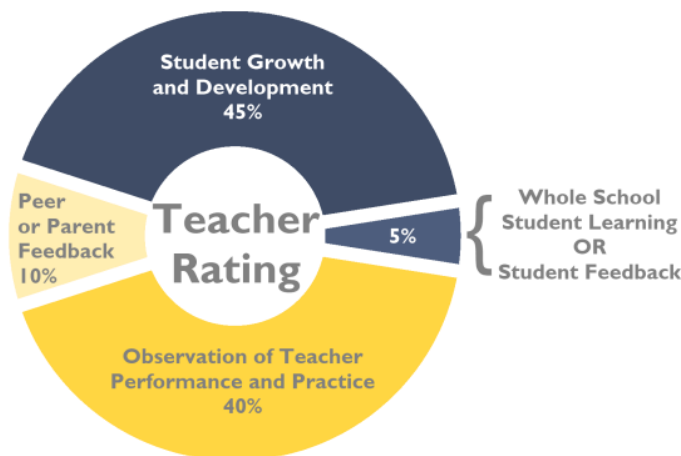 Student Growth
and Development
45%
Peer
or Parent
Feedback
10%
Teacher
Rating
5%
Whole School
Student Learning
OR
Student Feedback
Observation of Teacher
Performance and Practice
40%